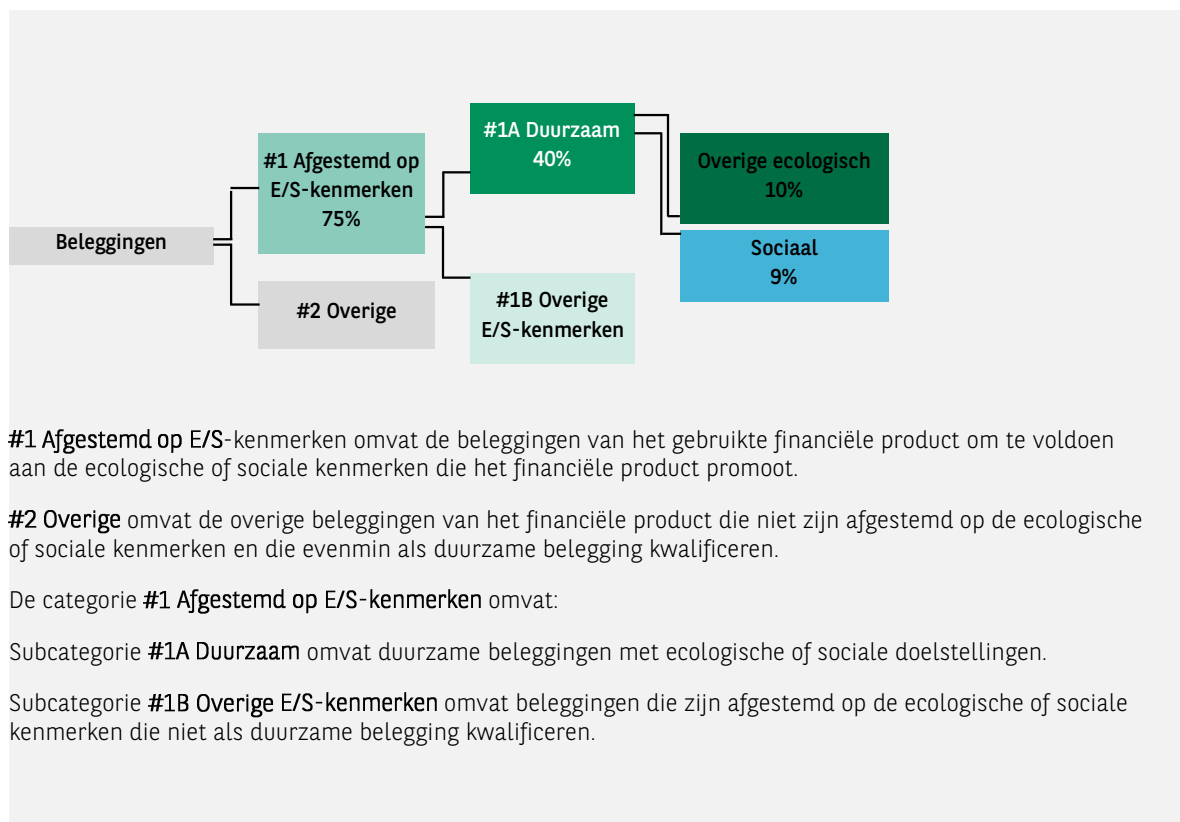 #1A Duurzaam
40%
#1 Afgestemd op
E/S-kenmerken
75%
Overige ecologisch
10%
Beleggingen
Sociaal
9%
#2 Overige
#1B Overige
E/S-kenmerken
#1 Afgestemd op E/S-kenmerken omvat de beleggingen van het gebruikte financiële product om te voldoen
aan de ecologische of sociale kenmerken die het financiële product promoot.
#2 Overige omvat de overige beleggingen van het financiële product die niet zijn afgestemd op de ecologische
of sociale kenmerken en die evenmin als duurzame belegging kwalificeren.
De categorie #1 Afgestemd op E/S-kenmerken omvat:
Subcategorie #1A Duurzaam omvat duurzame beleggingen met ecologische of sociale doelstellingen.
Subcategorie #1B Overige E/S-kenmerken omvat beleggingen die zijn afgestemd op de ecologische of sociale
kenmerken die niet als duurzame belegging kwalificeren.